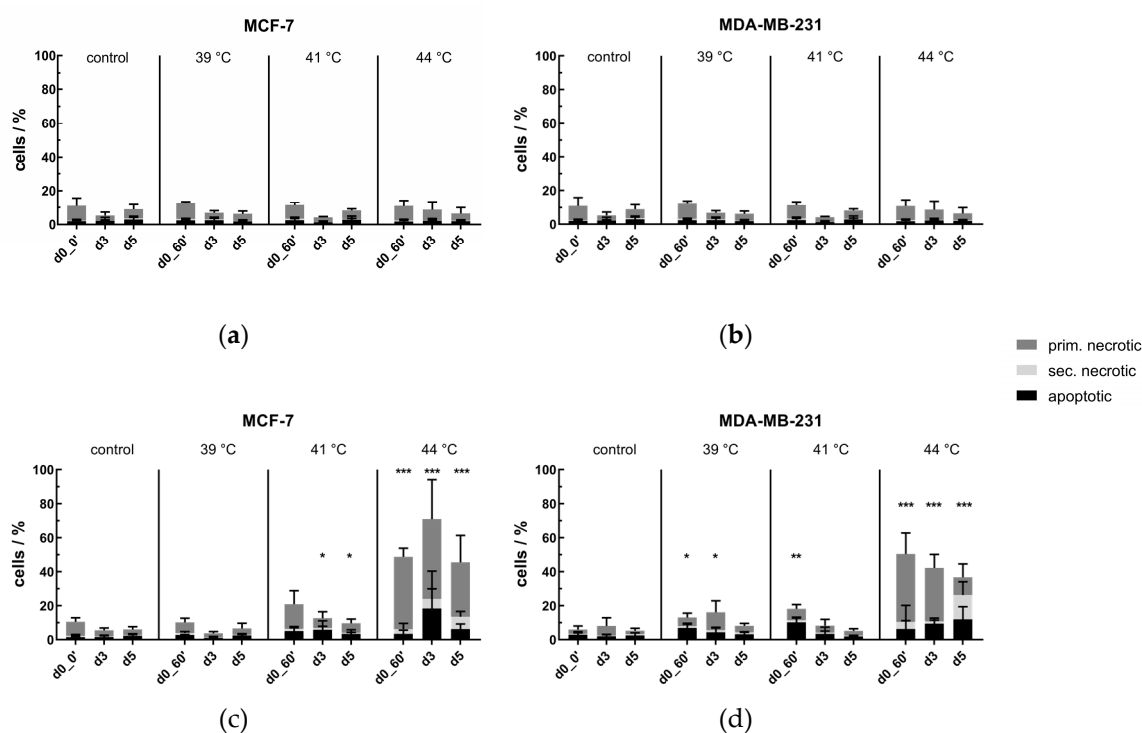 MCF-7
control 39 °C 41 °C 44 °C
cells / %
100
80
60
40
20
0
d0_0' d3 d5 d0_60' d3 d5 d0_60' d3 d5 d0_60' d3 d5
(a)
MDA-MB-231
control 39 °C 41 °C 44 °C
cells / %
100
80
60
40
20
0
d0_0' d3 d5 d0_60' d3 d5 d0_60' d3 d5 d0_60' d3 d5
(b)
prim. necrotic
sec. necrotic
apoptotic
MCF-7
control 39 °C 41 °C 44 °C
*** *** ***
* *
cells / %
100
80
60
40
20
0
d0_0' d3 d5 d0_60' d3 d5 d0_60' d3 d5 d0_60' d3 d5
(c)
MDA-MB-231
control 39 °C 41 °C 44 °C
*** *** ***
* * **
cells / %
100
80
60
40
20
0
d0_0' d3 d5 d0_60' d3 d5 d0_60' d3 d5 d0_60' d3 d5
(d)